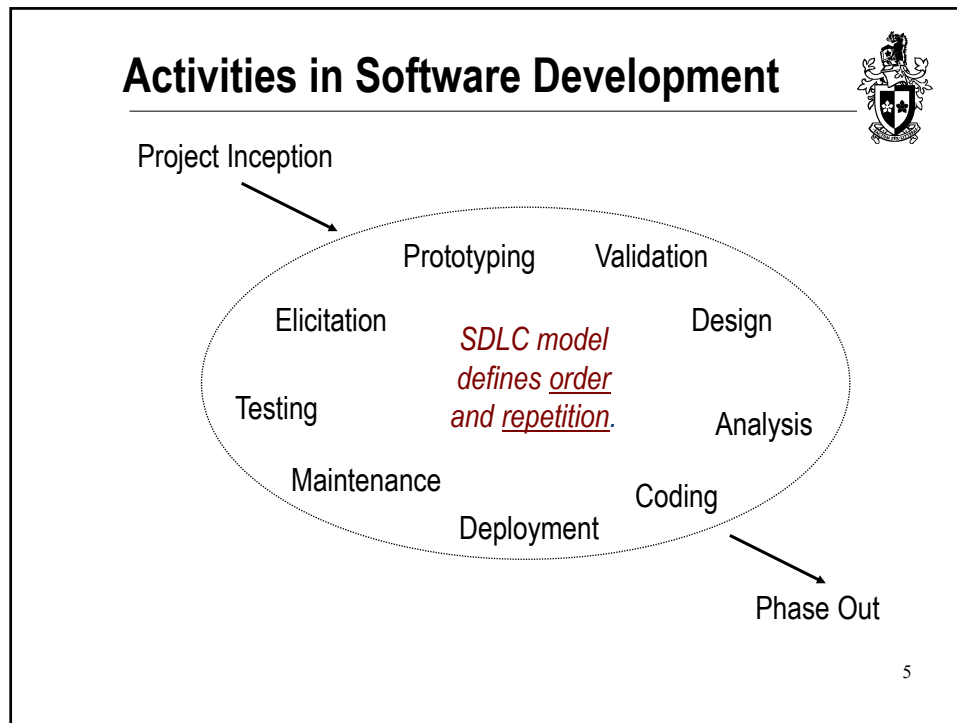 Activities in Software Development
Project Inception
Prototyping
Validation
Elicitation
Design
SDLC model
defines order
and repetition.
Testing
Analysis
Maintenance
Coding
Deployment
Phase Out
5